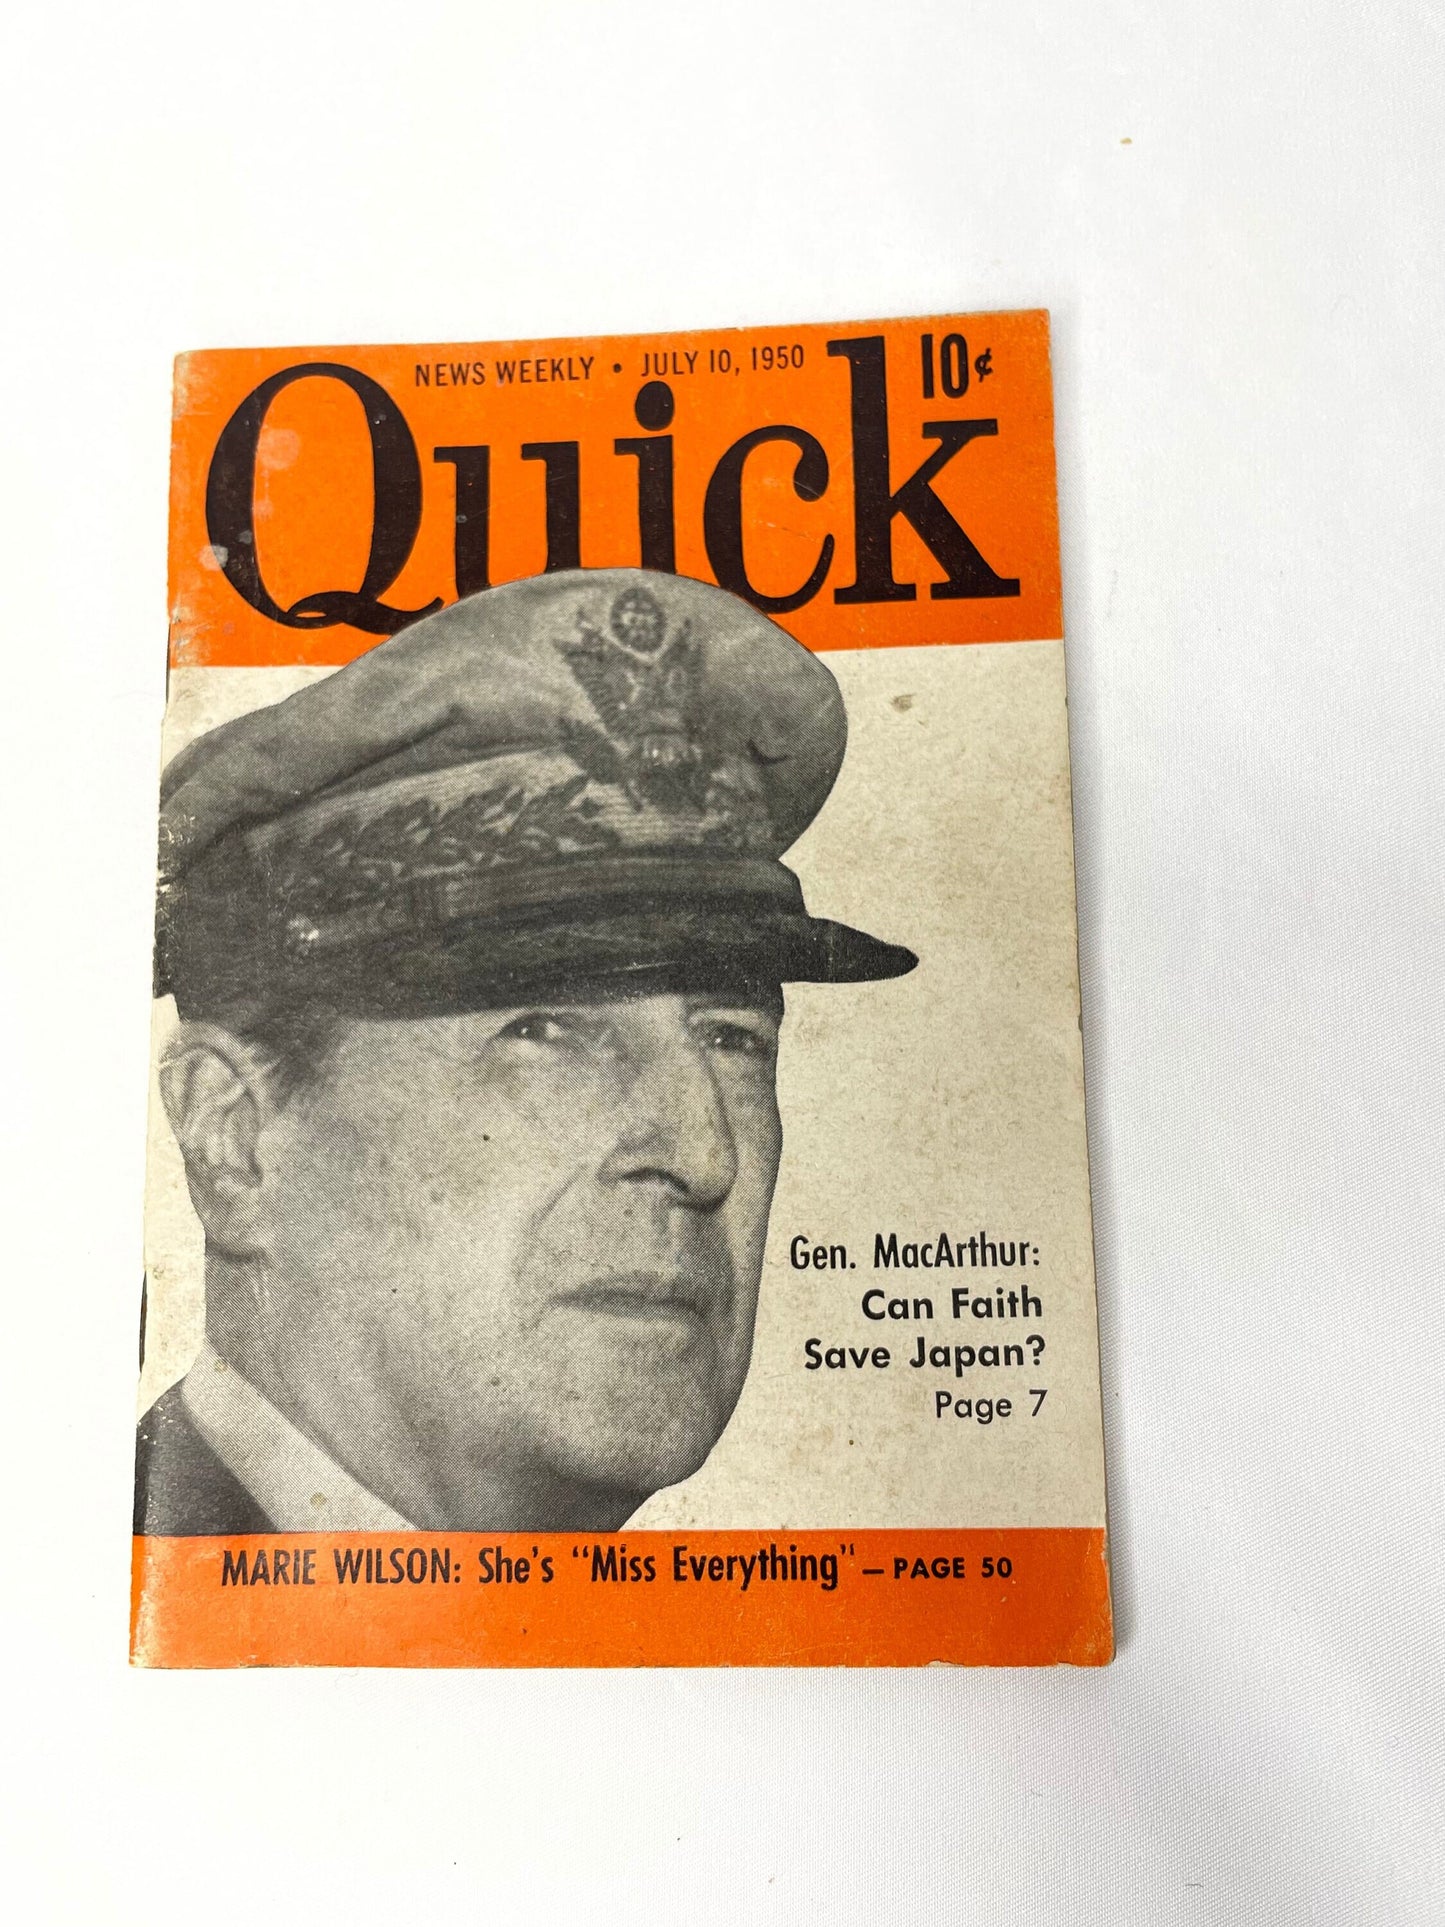 NEWS WEEKLY • JULY 10, 1950
10¢
Quick
Gen. MacArthur:
Can Faith
Save Japan?
Page 7
MARIE WILSON: She's "Miss Everything" — PAGE 50